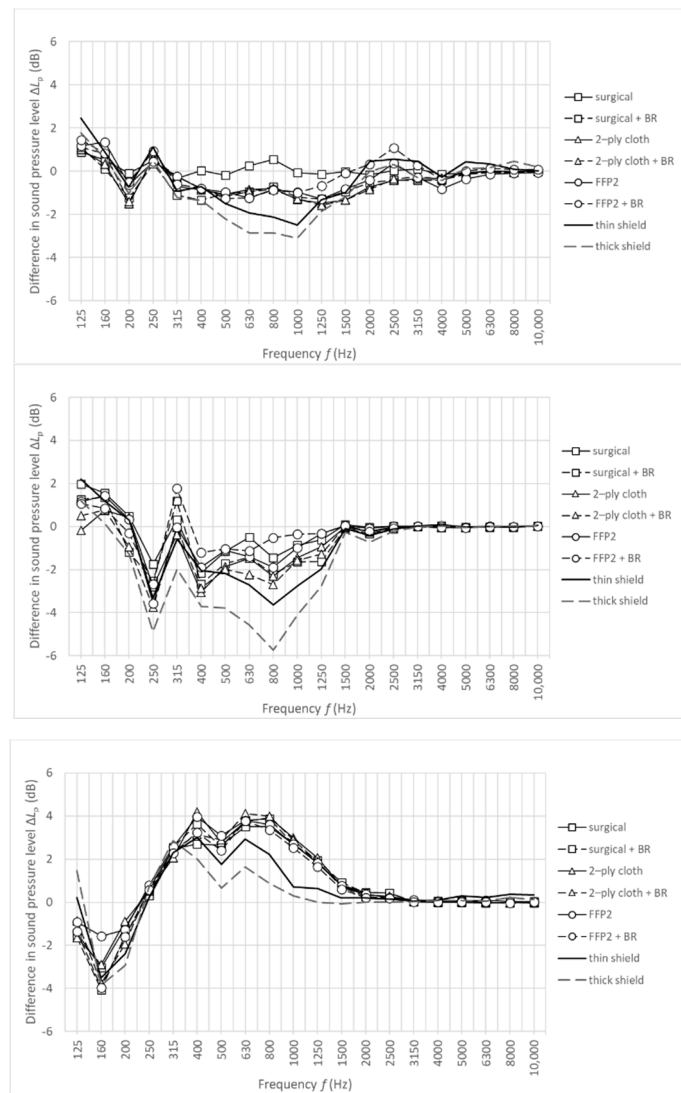 Difference in sound pressure level ΔLp (dB)
6
4
2
0
-2
-4
-6
125
160
200
250
315
400
500
630
800
1000
1250
1500
2000
2500
3150
4000
5000
6300
8000
10,000
Frequency f (Hz)
surgical
surgical + BR
2–ply cloth
2–ply cloth + BR
FFP2
FFP2 + BR
thin shield
thick shield
Difference in sound pressure level ΔLp (dB)
6
4
2
0
-2
-4
-6
125
160
200
250
315
400
500
630
800
1000
1250
1500
2000
2500
3150
4000
5000
6300
8000
10,000
Frequency f (Hz)
surgical
surgical + BR
2–ply cloth
2–ply cloth + BR
FFP2
FFP2 + BR
thin shield
thick shield
Difference in sound pressure level ΔLp (dB)
6
4
2
0
-2
-4
-6
125
160
200
250
315
400
500
630
800
1000
1250
1500
2000
2500
3150
4000
5000
6300
8000
10,000
Frequency f (Hz)
surgical
surgical + BR
2–ply cloth
2–ply cloth + BR
FFP2
FFP2 + BR
thin shield
thick shield